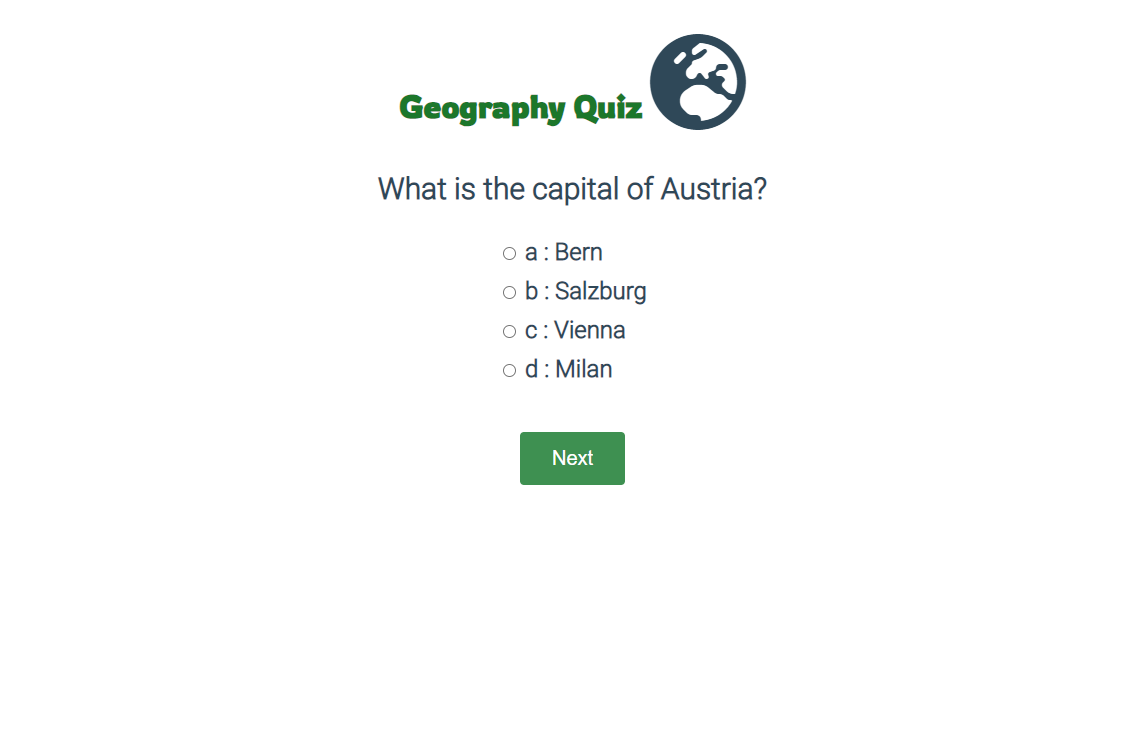 Geography Quiz
What is the capital of Austria?
a : Bern
b : Salzburg
c : Vienna
d : Milan
Next